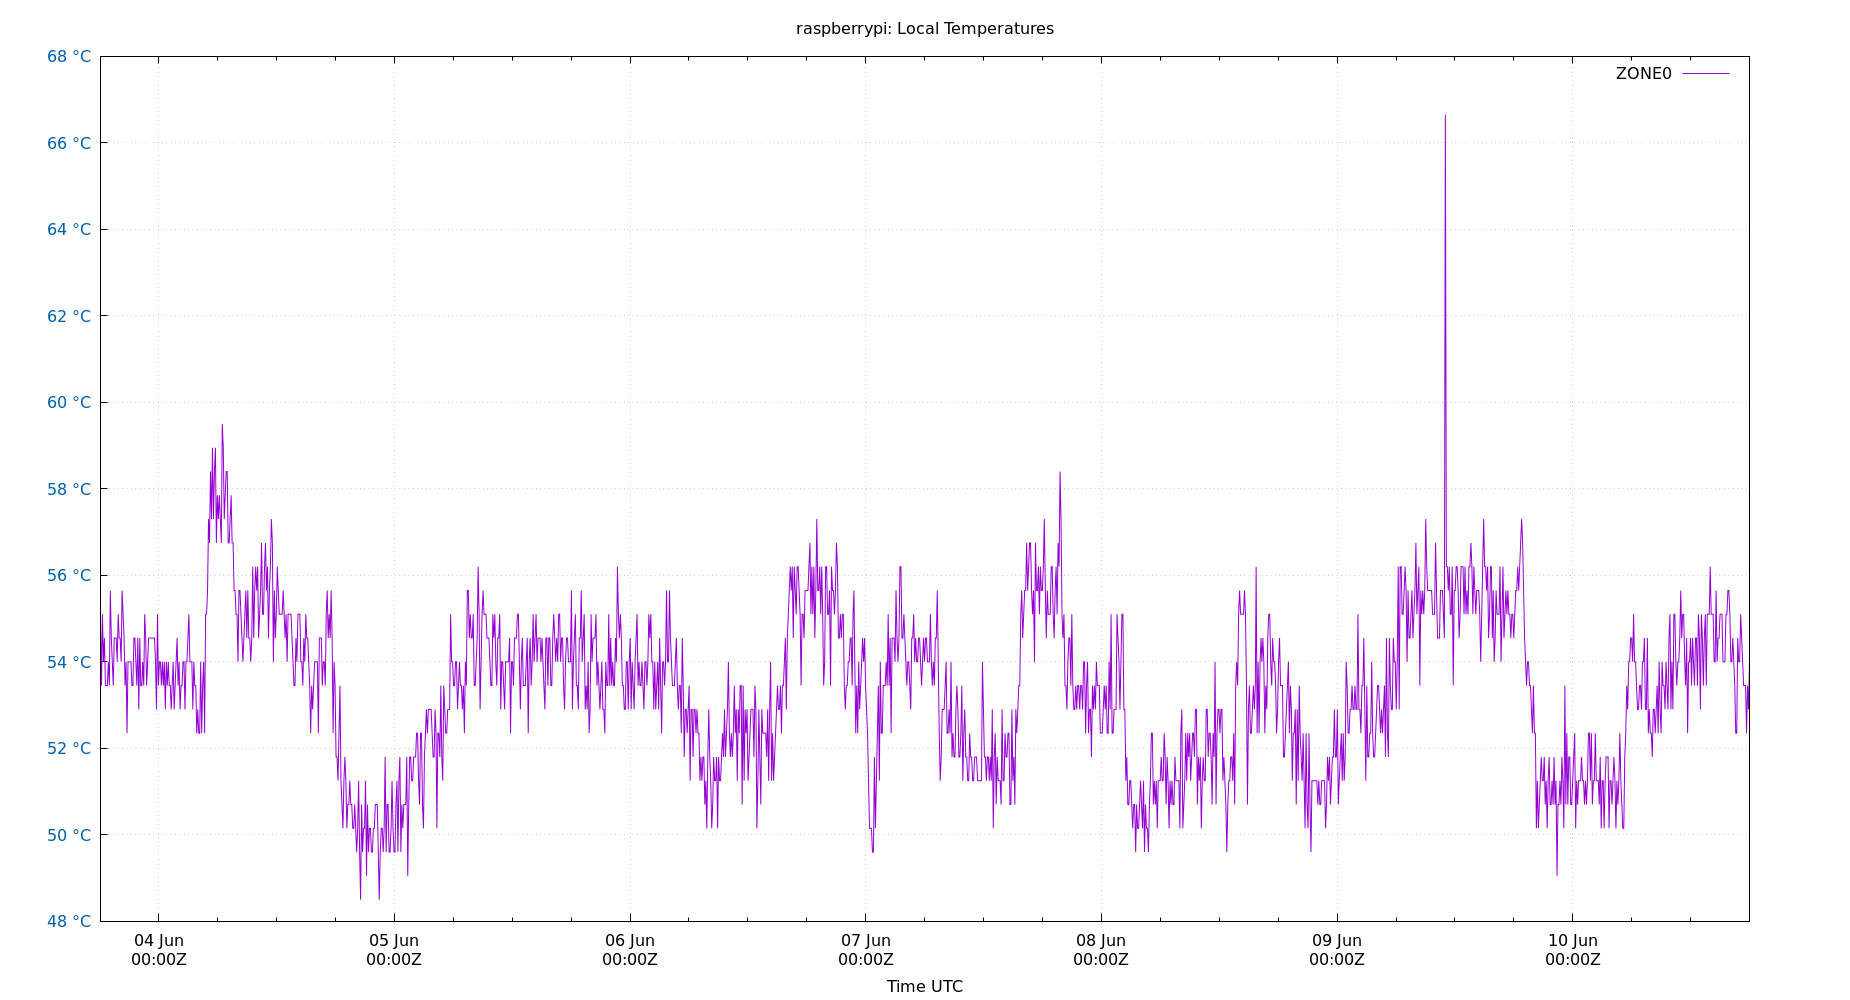 raspberrypi: Local Temperatures
68 °C
ZONE0
66 °C
64 °C
62 °C
60 °C
58 °C
56 °C
54 °C
52 °C
50 °C
48 °C
04 Jun 05 Jun 06 Jun 07 Jun 08 Jun 09 Jun 10 Jun
00:00Z 00:00Z 00:00Z 00:00Z 00:00Z 00:00Z 00:00Z
Time UTC